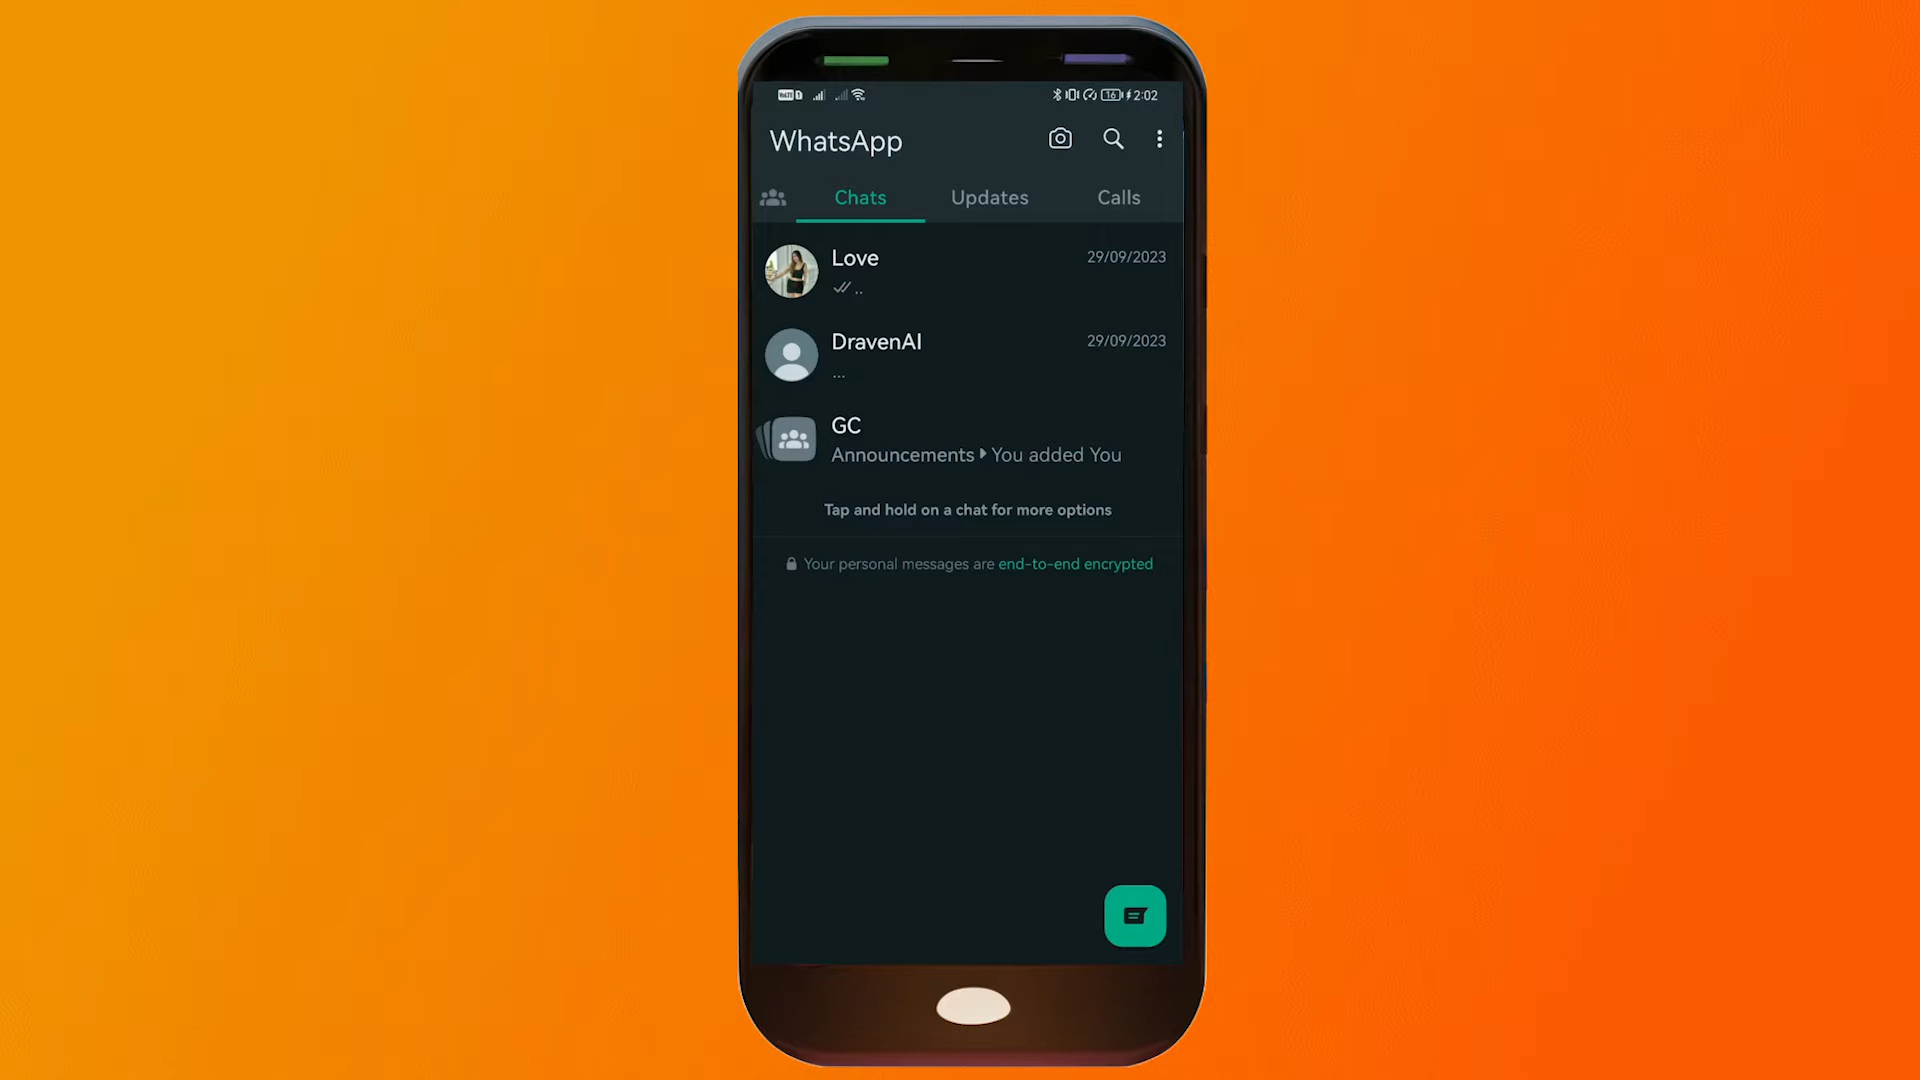 16 2:02
WhatsApp
Chats Updates Calls
Love 29/09/2023
..
DravenAI 29/09/2023
...
GC
Announcements You added You
Tap and hold on a chat for more options
Your personal messages are end-to-end encrypted